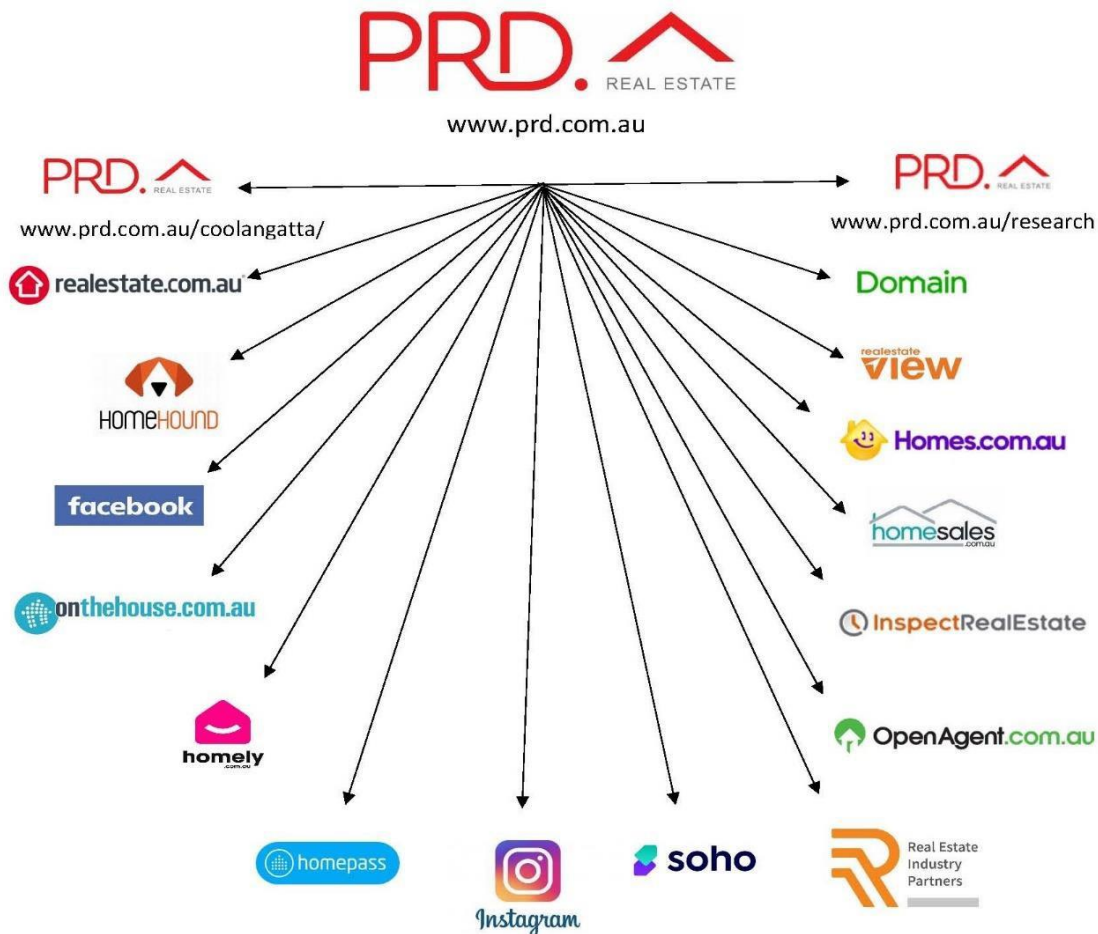 PRD.
REAL ESTATE
www.prd.com.au
PRD.
REAL ESTATE
www.prd.com.au/coolangatta/
PRD.
REAL ESTATE
www.prd.com.au/research
realestate.com.au
Domain
HOMEHOUND
realestate
view
Homes.com.au
facebook
homesales
.com.au
onthehouse.com.au
InspectRealEstate
homely
.com.au
OpenAgent.com.au
homepass
Instagram
soho
Real Estate
Industry
Partners